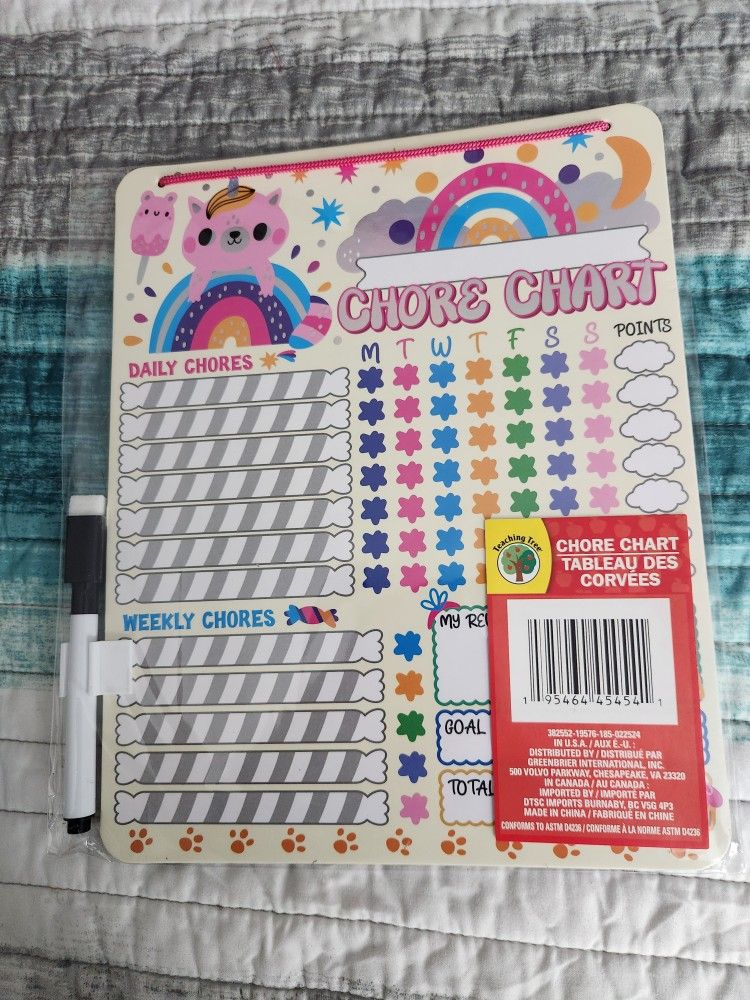 CHORE CHART
M T W T F S S POINTS
DAILY CHORES
WEEKLY CHORES
MY
GOAL
Teaching Tree
CHORE CHART
TABLEAU DES
CORVÉES
1 95464 45454 1
382552-19576-185-022524
IN U.S.A. / AUX É.-U. :
DISTRIBUTED BY / DISTRIBUÉ PAR
GREENBRIER INTERNATIONAL, INC.
500 VOLVO PARKWAY, CHESAPEAKE, VA 23320
IN CANADA / AU CANADA :
IMPORTED BY / IMPORTÉ PAR
DTSC IMPORTS BURNABY, BC V5G 4P3
MADE IN CHINA / FABRIQUÉ EN CHINE
CONFORMS TO ASTM D4236 / CONFORME À LA NORME ASTM D4236